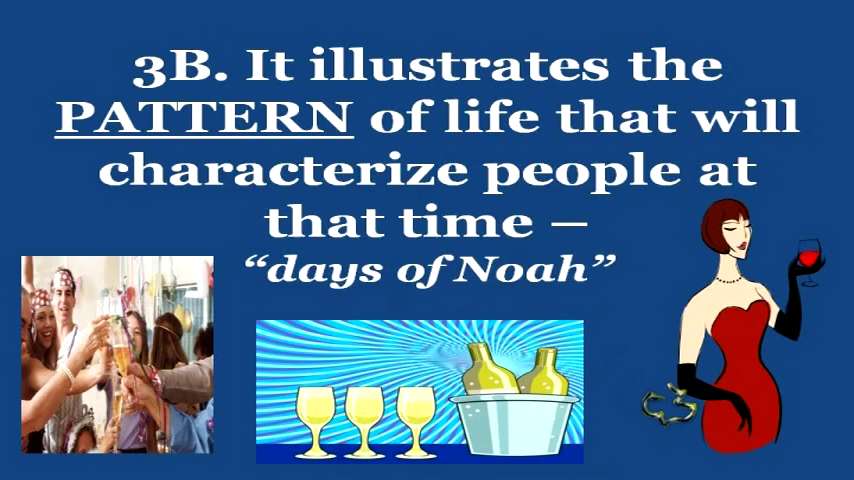 3B. It illustrates the
PATTERN of life that will
characterize people at
that time –
“days of Noah”